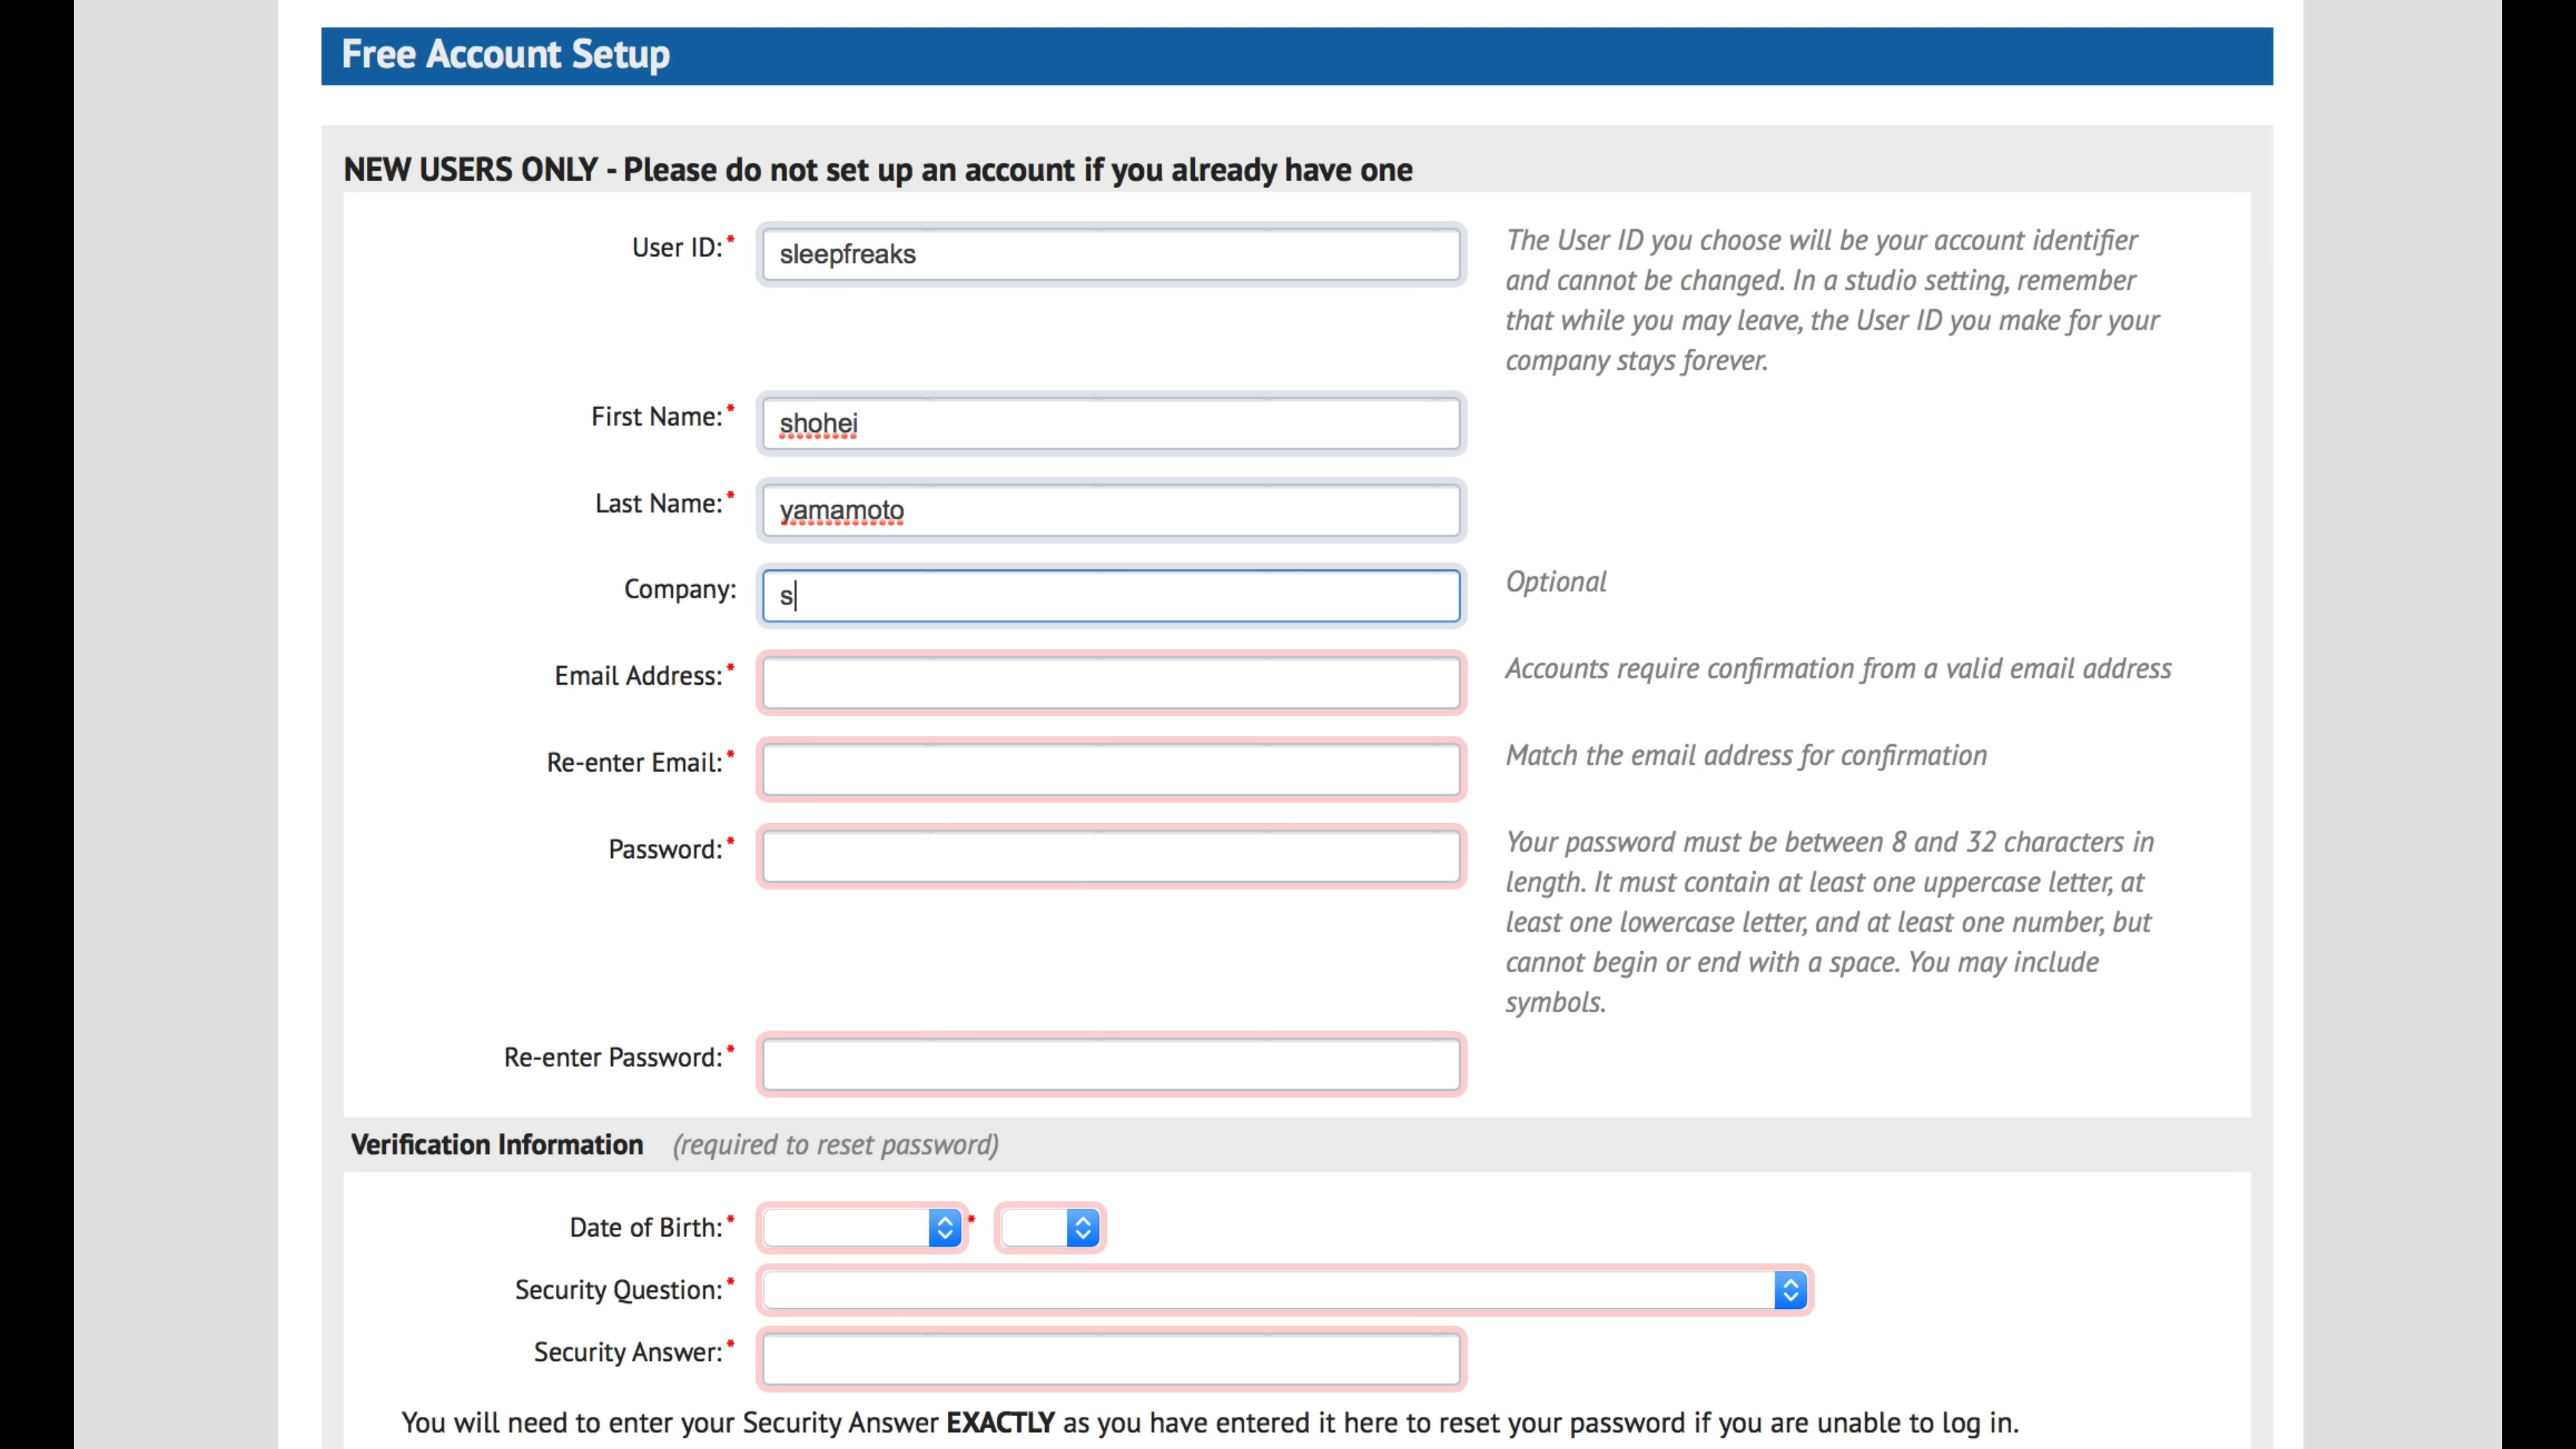 Free Account Setup
NEW USERS ONLY - Please do not set up an account if you already have one
User ID:* sleepfreaks
The User ID you choose will be your account identifier
and cannot be changed. In a studio setting, remember
that while you may leave, the User ID you make for your
company stays forever.
First Name:* shohei
Last Name:* yamamoto
Company: s Optional
Email Address:* Accounts require confirmation from a valid email address
Re-enter Email:* Match the email address for confirmation
Password:* Your password must be between 8 and 32 characters in
length. It must contain at least one uppercase letter, at
least one lowercase letter, and at least one number, but
cannot begin or end with a space. You may include
symbols.
Re-enter Password:*
Verification Information (required to reset password)
Date of Birth:* *
Security Question:*
Security Answer:*
You will need to enter your Security Answer EXACTLY as you have entered it here to reset your password if you are unable to log in.